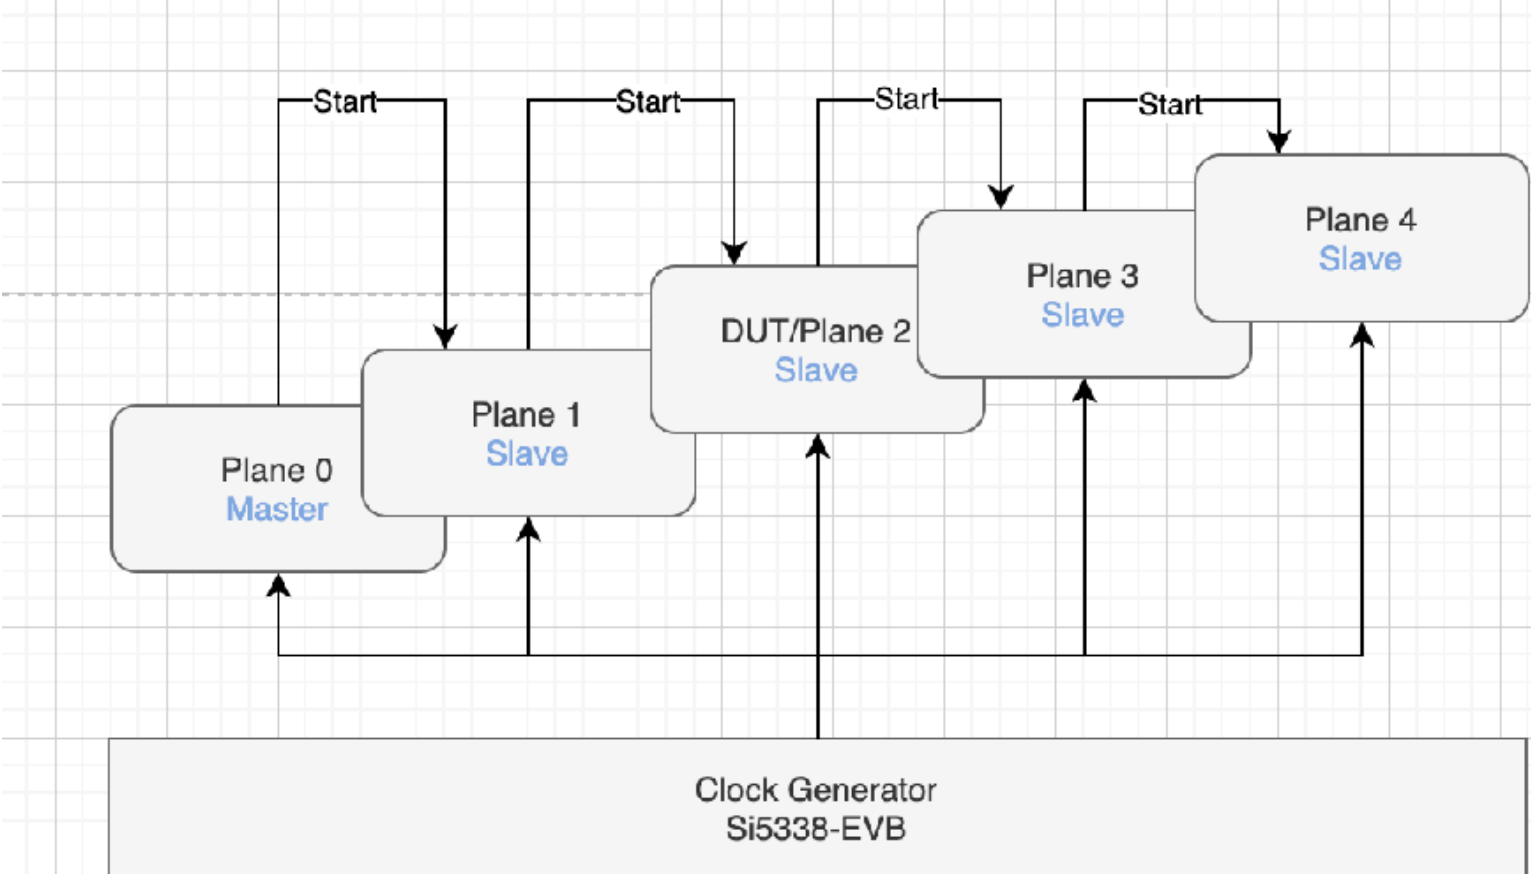 Start
Start
Start
Start
Plane 4
Slave
Plane 3
Slave
DUT/Plane 2
Slave
Plane 1
Slave
Plane 0
Master
Clock Generator
Si5338-EVB